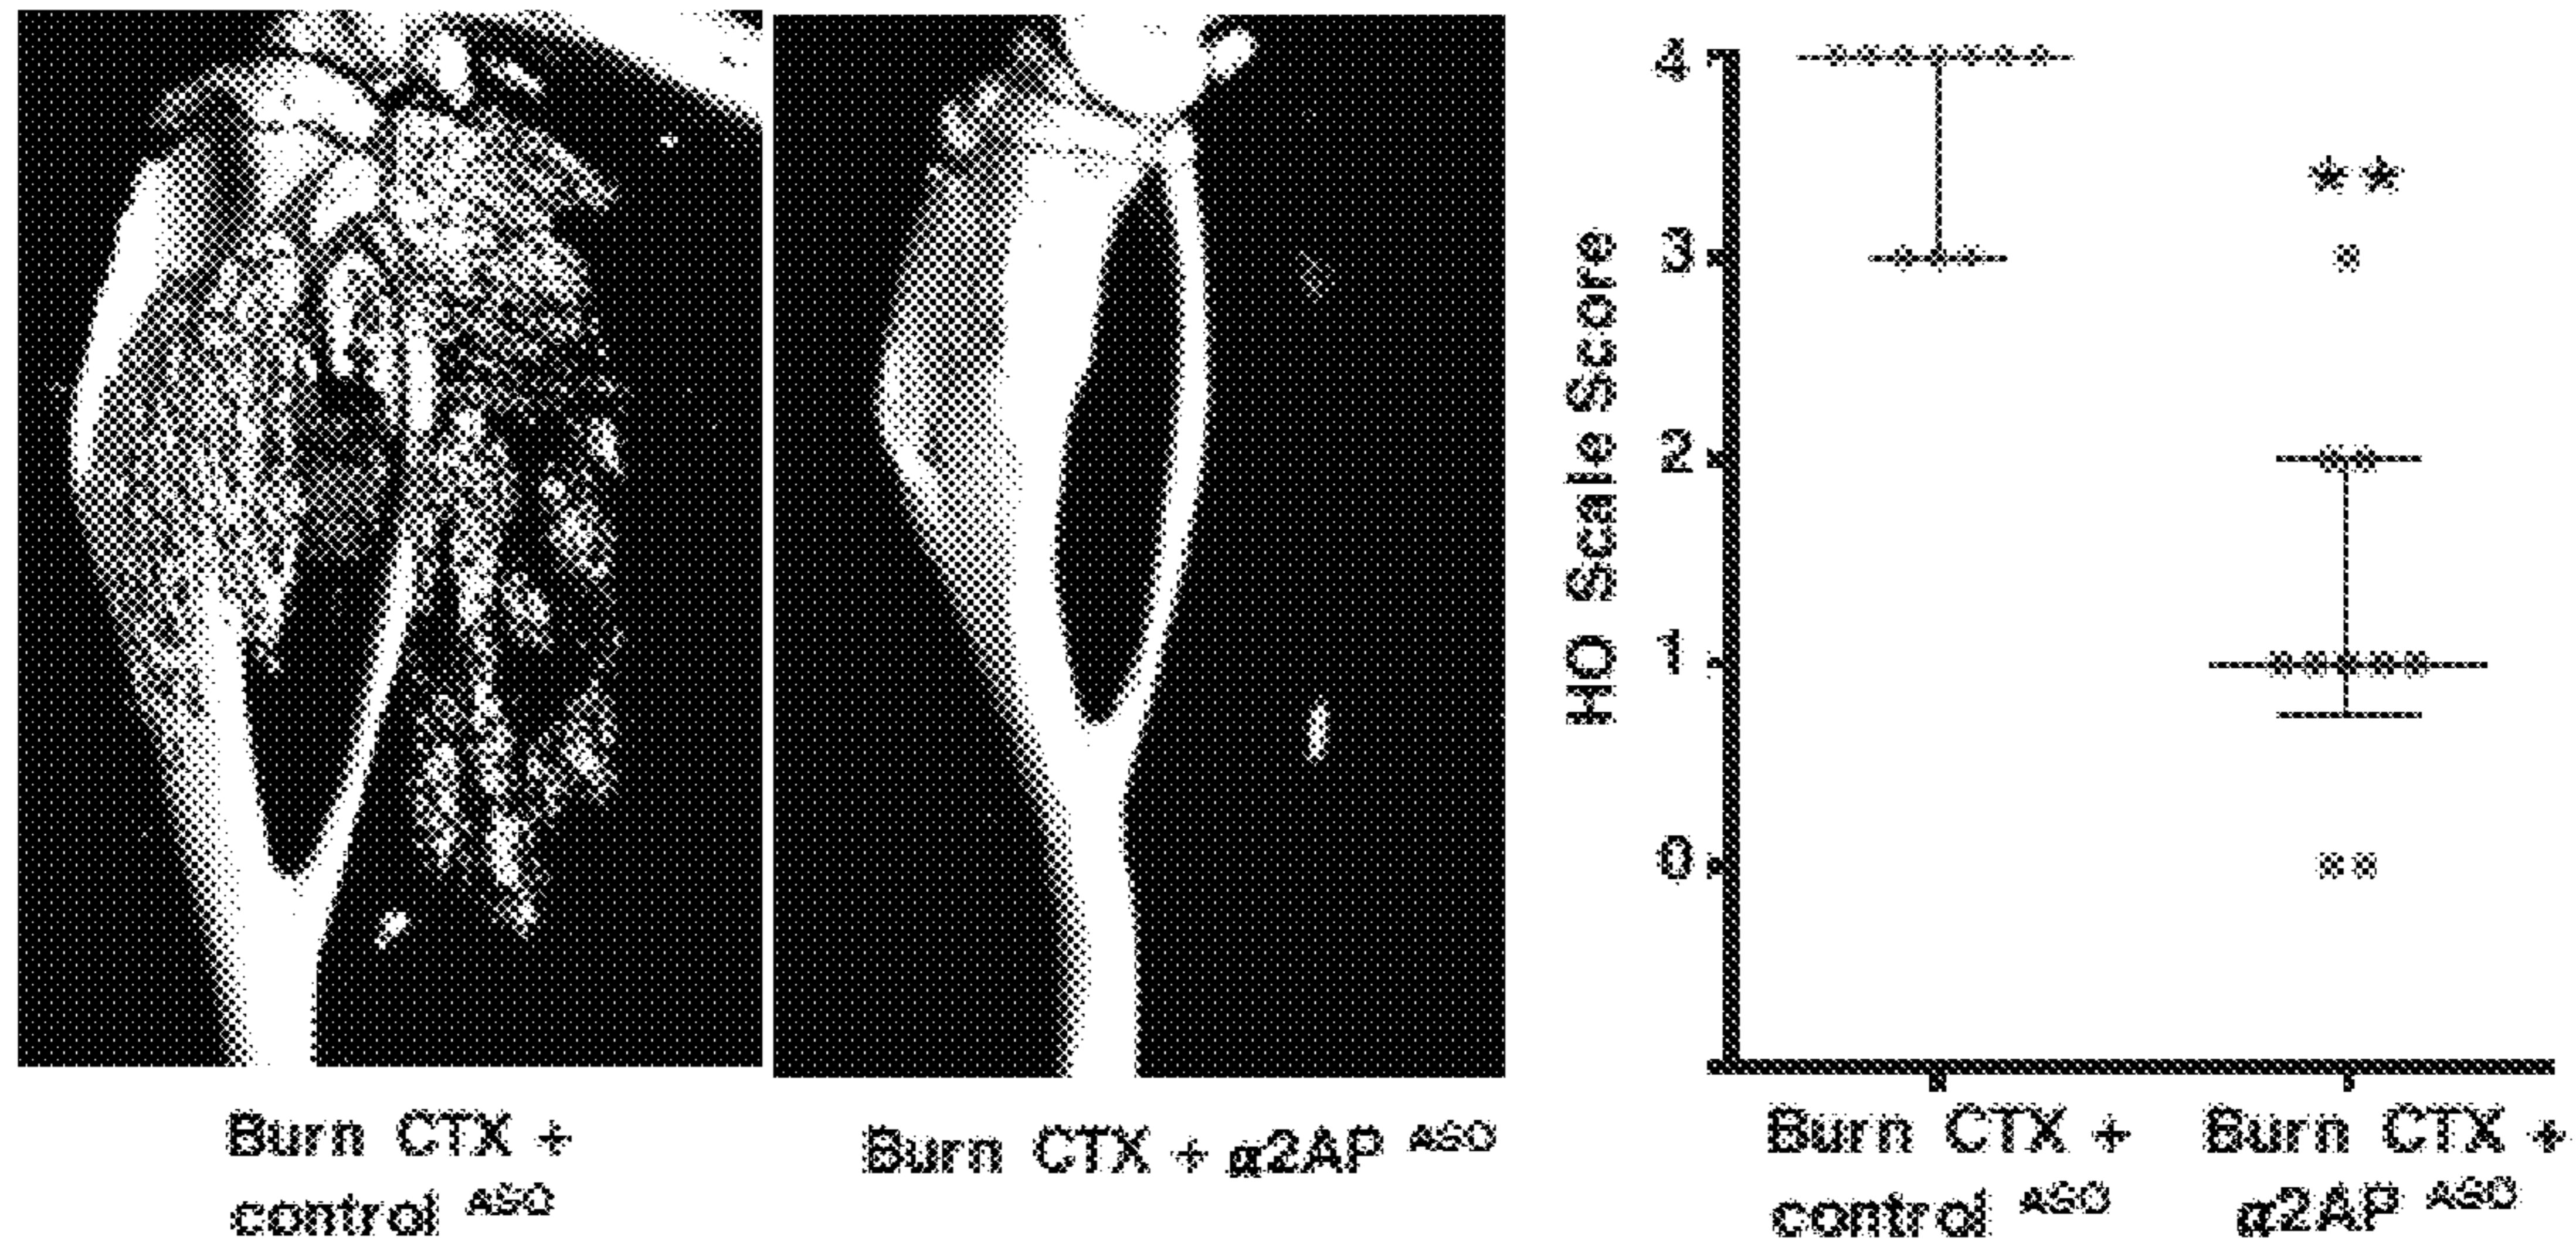 Burn CTX +
control ASO
Burn CTX + α2AP ASO
HO Scale Score
4
3
2
1
0
★★
Burn CTX +
control ASO
Burn CTX +
α2AP ASO